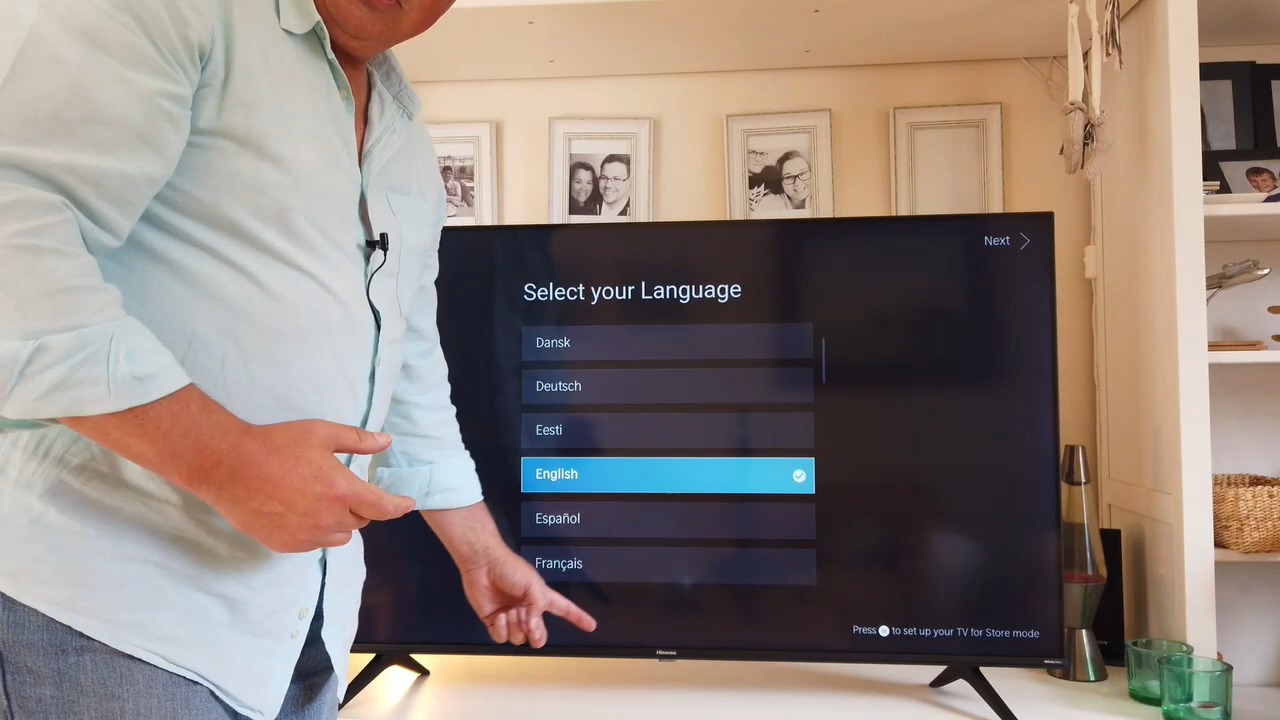 Next
Select your Language
Dansk
Deutsch
Eesti
English
Español
Français
Press to set up your TV for Store mode
Hisense